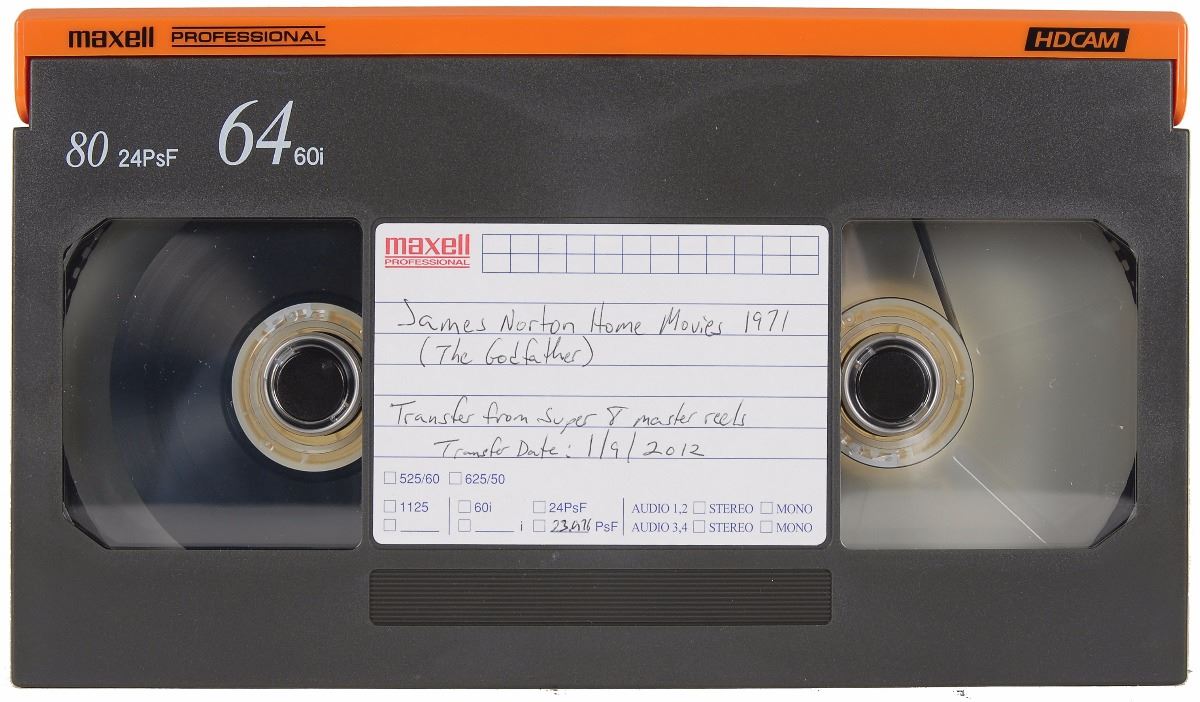 maxell PROFESSIONAL HDCAM
80 24PsF 64 60i
maxell
PROFESSIONAL
James Norton Home Movies 1971
(The Godfather)
Transfer from Super 8 master reels
Transfer Date: 1/9/2012
525/60 625/50
1125 60i 24PsF AUDIO 1,2 STEREO MONO
____ ____ i 23.976 PsF AUDIO 3,4 STEREO MONO